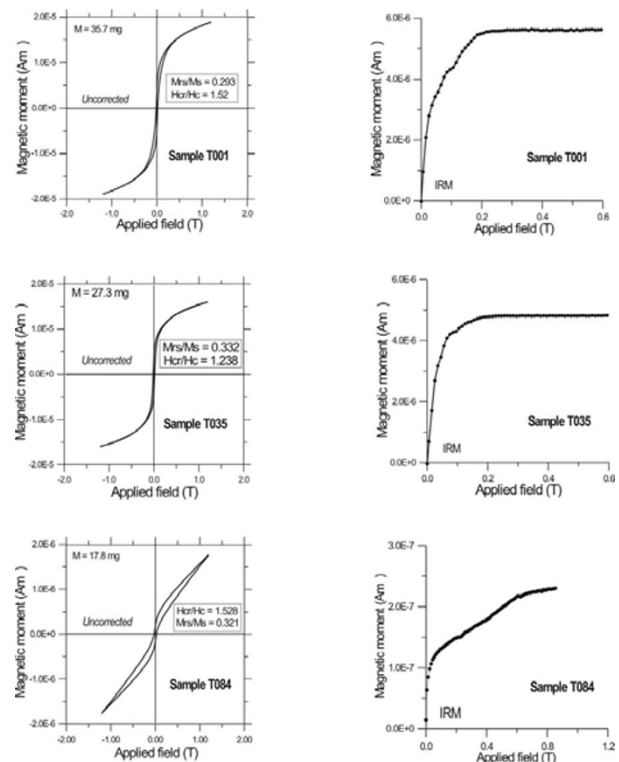 2.0E-5
M = 35.7 mg
1.0E-5
Mrs/Ms = 0.293
Hcr/Hc = 1.52
0.0E+0
Uncorrected
-1.0E-5
Sample T001
-2.0E-5
-2.0 -1.0 0.0 1.0 2.0
Applied field (T)
Magnetic moment (Am )
6.0E-6
4.0E-6
2.0E-6
Sample T001
IRM
0.0E+0
0.0 0.2 0.4 0.6
Applied field (T)
Magnetic moment (Am )
2.0E-5
M = 27.3 mg
1.0E-5
Mrs/Ms = 0.332
Hcr/Hc = 1.238
0.0E+0
Uncorrected
-1.0E-5
Sample T035
-2.0E-5
2.0 -1.0 0.0 1.0 2.0
Applied field (T)
Magnetic moment (Am )
6.0E-6
4.0E-6
2.0E-6
Sample T035
IRM
0.0E+0
0.0 0.2 0.4 0.6
Applied field (T)
Magnetic moment (Am )
2.0E-6
M = 17.8 mg
1.0E-6
Hcr/Hc = 1.528
Mrs/Ms = 0.321
0.0E+0
Uncorrected
-1.0E-6
Sample T084
-2.0E-6
-2.00 -1.00 0.00 1.00 2.00
Applied field (T)
Magnetic moment (Am )
3.0E-7
2.0E-7
1.0E-7
Sample T084
IRM
0.0E+0
0.0 0.4 0.8 1.2
Applied field (T)
Magnetic moment (Am )